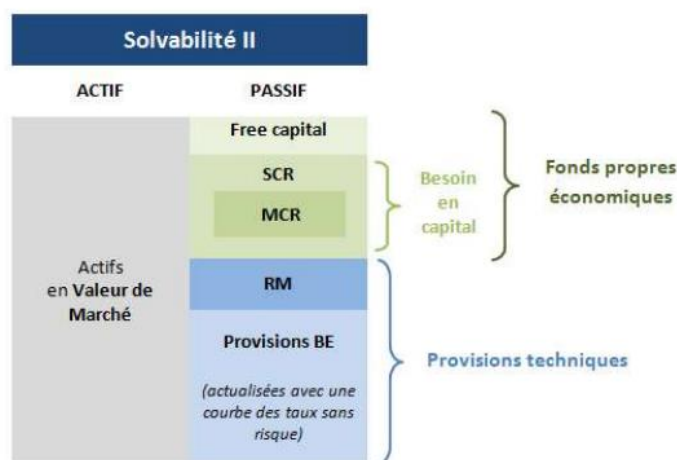 Solvabilité II
ACTIF
PASSIF
Free capital
SCR
MCR
Besoin
en
capital
Fonds propres
économiques
Actifs
en Valeur de
Marché
RM
Provisions BE
(actualisées avec une
courbe des taux sans
risque)
Provisions techniques